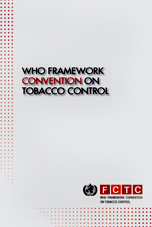 WHO FRAMEWORK
CONVENTION ON
TOBACCO CONTROL
FCTC
WHO FRAMEWORK CONVENTION
ON TOBACCO CONTROL